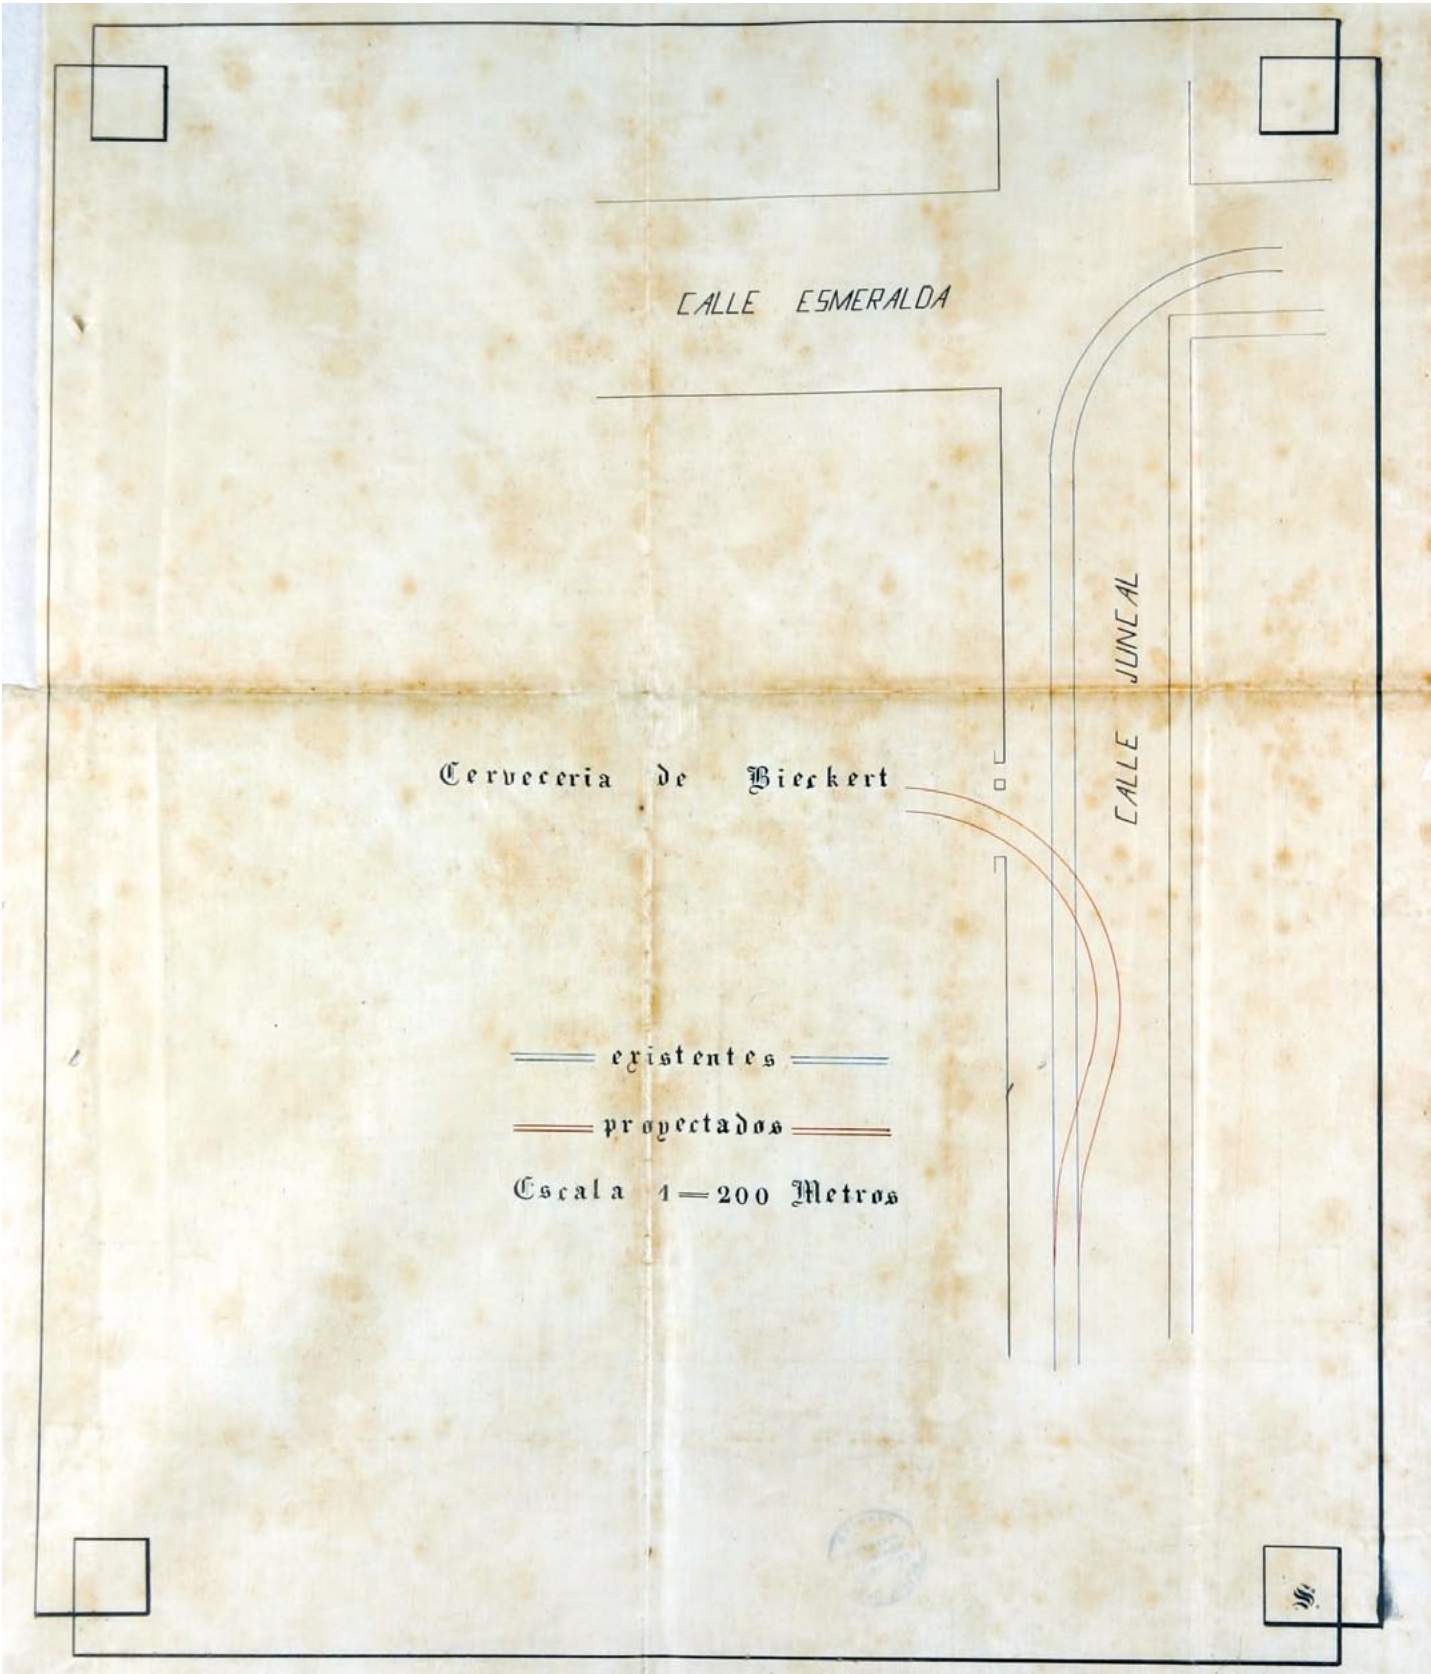 CALLE ESMERALDA
CALLE JUNCAL
Cerveceria de Bieckert
existentes
proyectados
Escala 1=200 Metros